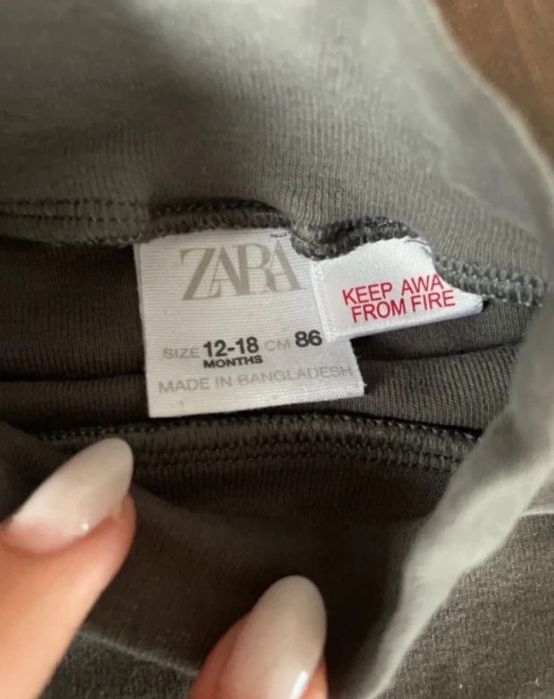 ZARA
SIZE 12-18 CM 86
MONTHS
MADE IN BANGLADESH
KEEP AWA
FROM FIRE